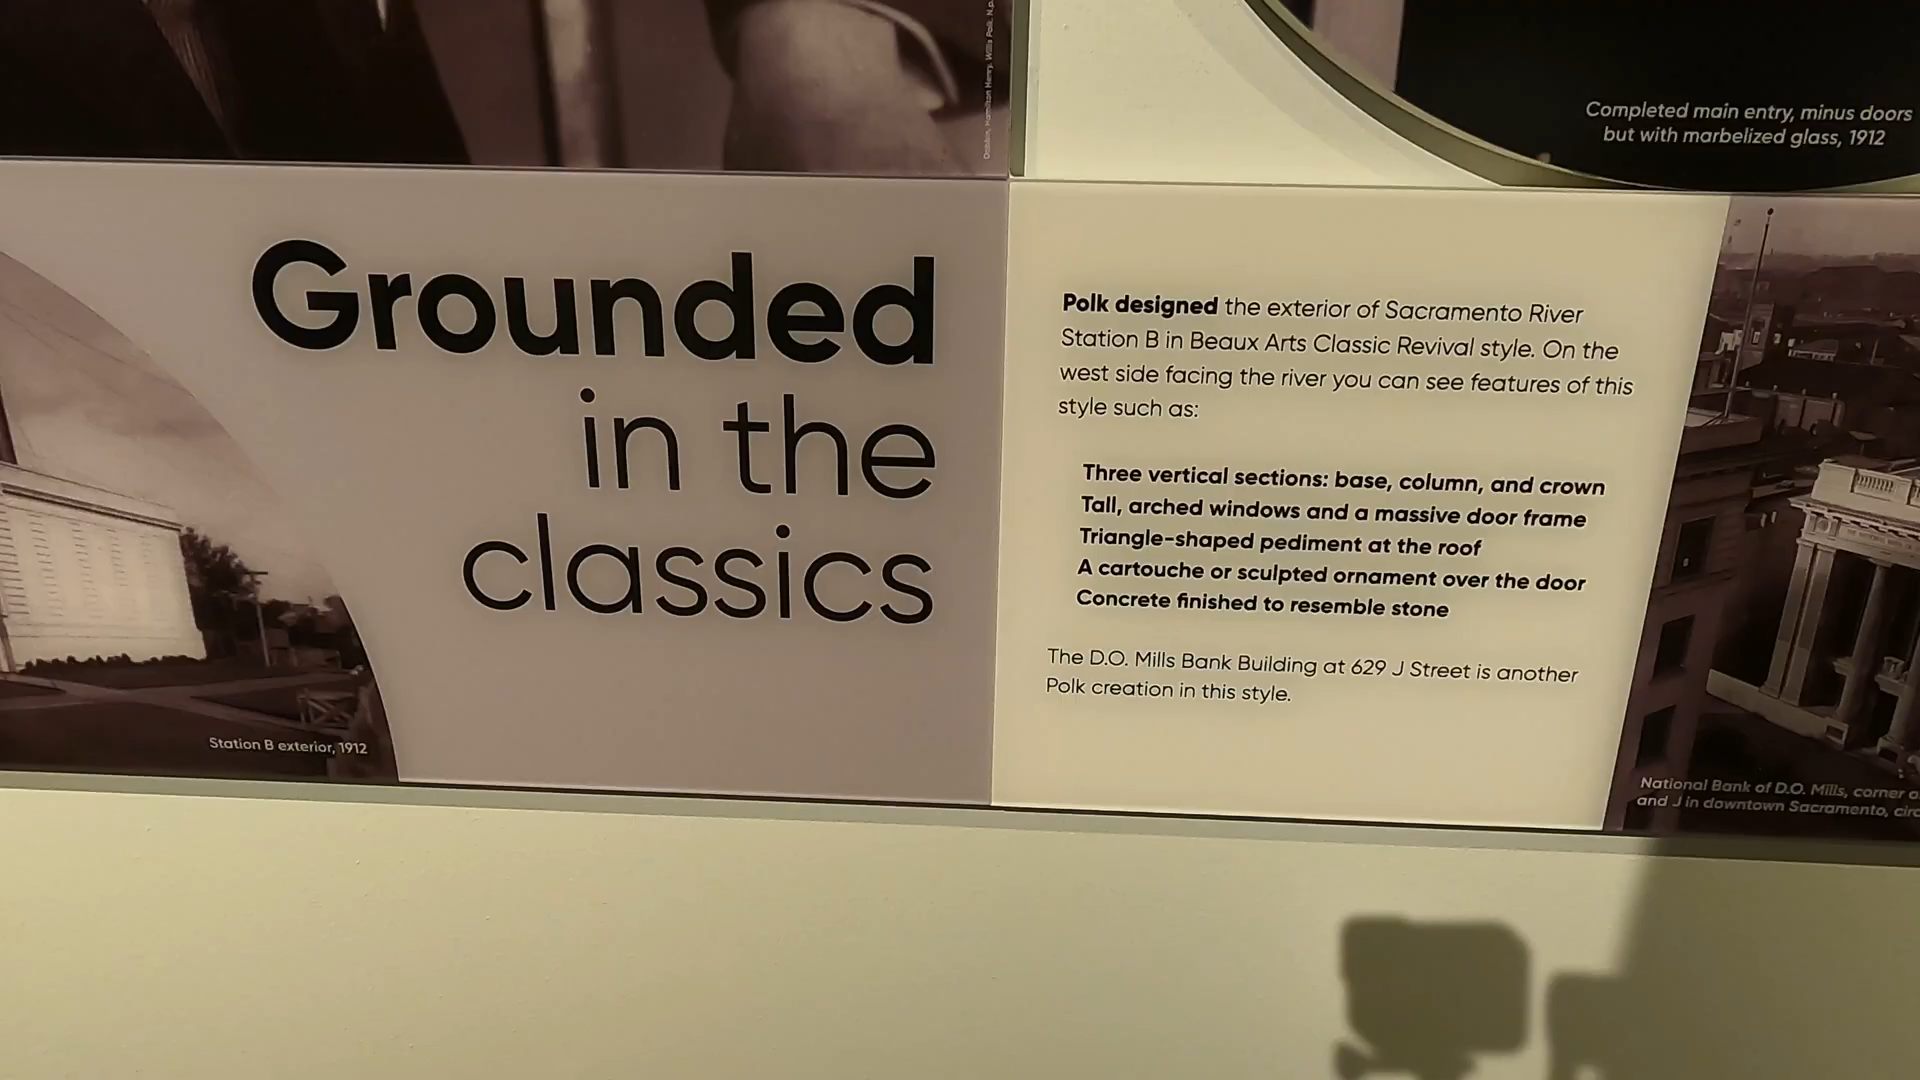 Dobbin, Hamilton Henry. Willis Polk. N.p.
Completed main entry, minus doors
but with marbelized glass, 1912
Grounded
in the
classics
Station B exterior, 1912
Polk designed the exterior of Sacramento River
Station B in Beaux Arts Classic Revival style. On the
west side facing the river you can see features of this
style such as:
Three vertical sections: base, column, and crown
Tall, arched windows and a massive door frame
Triangle-shaped pediment at the roof
A cartouche or sculpted ornament over the door
Concrete finished to resemble stone
The D.O. Mills Bank Building at 629 J Street is another
Polk creation in this style.
National Bank of D.O. Mills, corner
and J in downtown Sacramento,